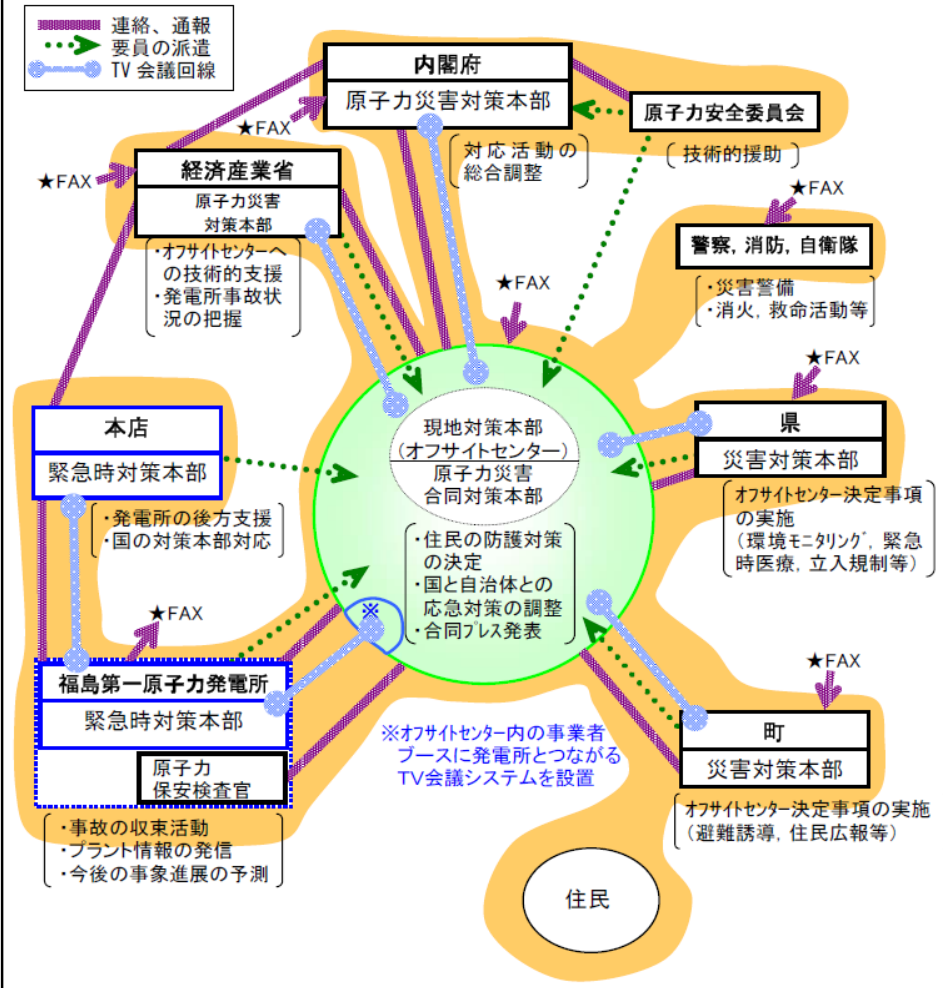 連絡、通報
要員の派遣
TV 会議回線
内閣府
原子力災害対策本部
対応活動の
総合調整
原子力安全委員会
技術的援助
★FAX
★FAX
経済産業省
原子力災害
対策本部
・オフサイトセンターへ
の技術的支援
・発電所事故状
況の把握
★FAX
警察, 消防, 自衛隊
・災害警備
・消火, 救命活動等
★FAX
★FAX
県
災害対策本部
オフサイトセンター決定事項
の実施
(環境モニタリング, 緊急
時医療, 立入規制等)
本店
緊急時対策本部
・発電所の後方支援
・国の対策本部対応
現地対策本部
(オフサイトセンター)
原子力災害
合同対策本部
・住民の防護対策
の決定
・国と自治体との
応急対策の調整
・合同プレス発表
※
★FAX
福島第一原子力発電所
緊急時対策本部
原子力
保安検査官
・事故の収束活動
・プラント情報の発信
・今後の事象進展の予測
※オフサイトセンター内の事業者
ブースに発電所とつながる
TV会議システムを設置
★FAX
町
災害対策本部
オフサイトセンター決定事項の実施
(避難誘導, 住民広報等)
住民